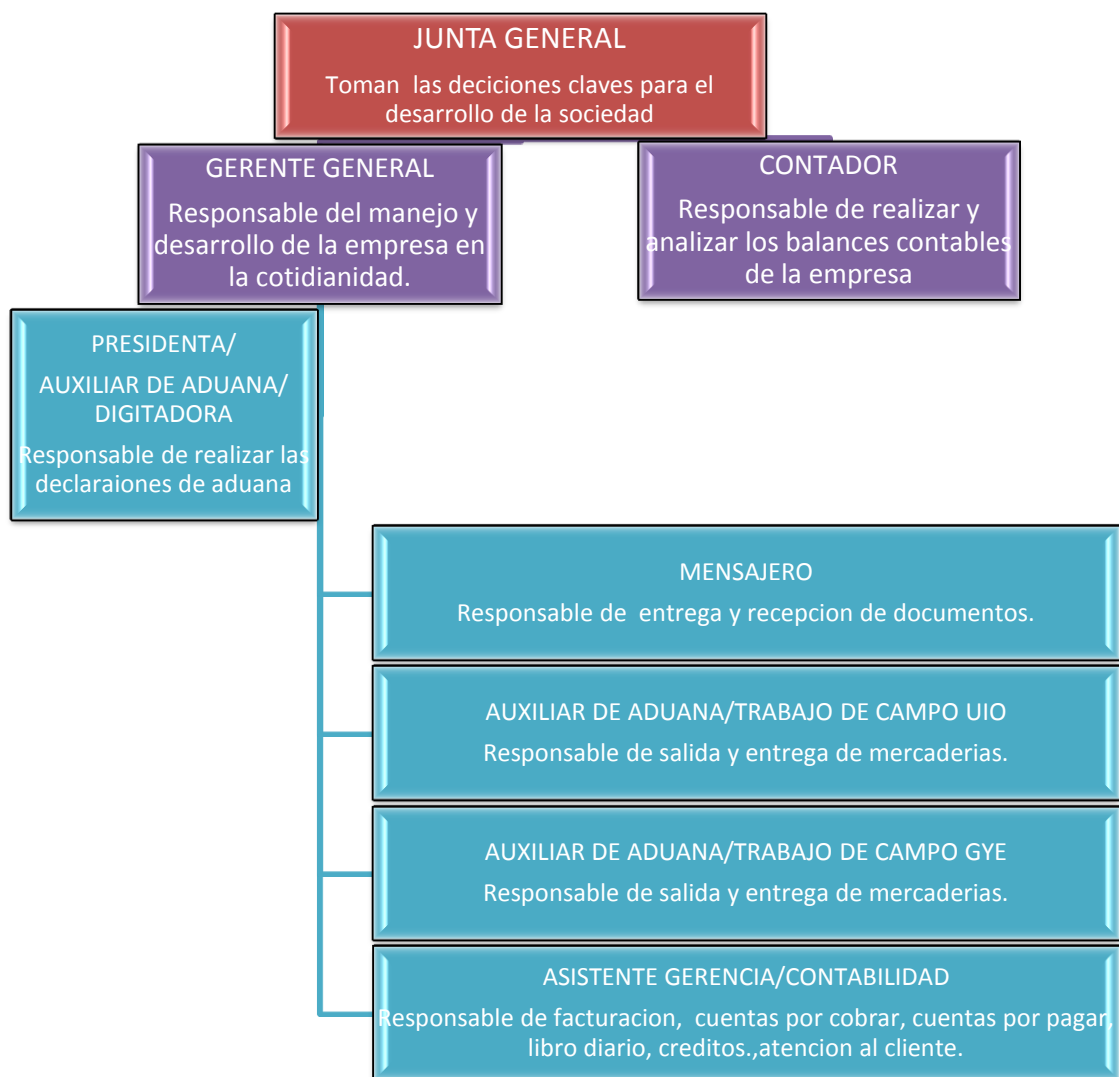 JUNTA GENERAL
Toman las deciciones claves para el
desarrollo de la sociedad
GERENTE GENERAL
Responsable del manejo y
desarrollo de la empresa en
la cotidianidad.
CONTADOR
Responsable de realizar y
analizar los balances contables
de la empresa
PRESIDENTA/
AUXILIAR DE ADUANA/
DIGITADORA
Responsable de realizar las
declaraiones de aduana
MENSAJERO
Responsable de entrega y recepcion de documentos.
AUXILIAR DE ADUANA/TRABAJO DE CAMPO UIO
Responsable de salida y entrega de mercaderias.
AUXILIAR DE ADUANA/TRABAJO DE CAMPO GYE
Responsable de salida y entrega de mercaderias.
ASISTENTE GERENCIA/CONTABILIDAD
Responsable de facturacion, cuentas por cobrar, cuentas por pagar,
libro diario, creditos.,atencion al cliente.